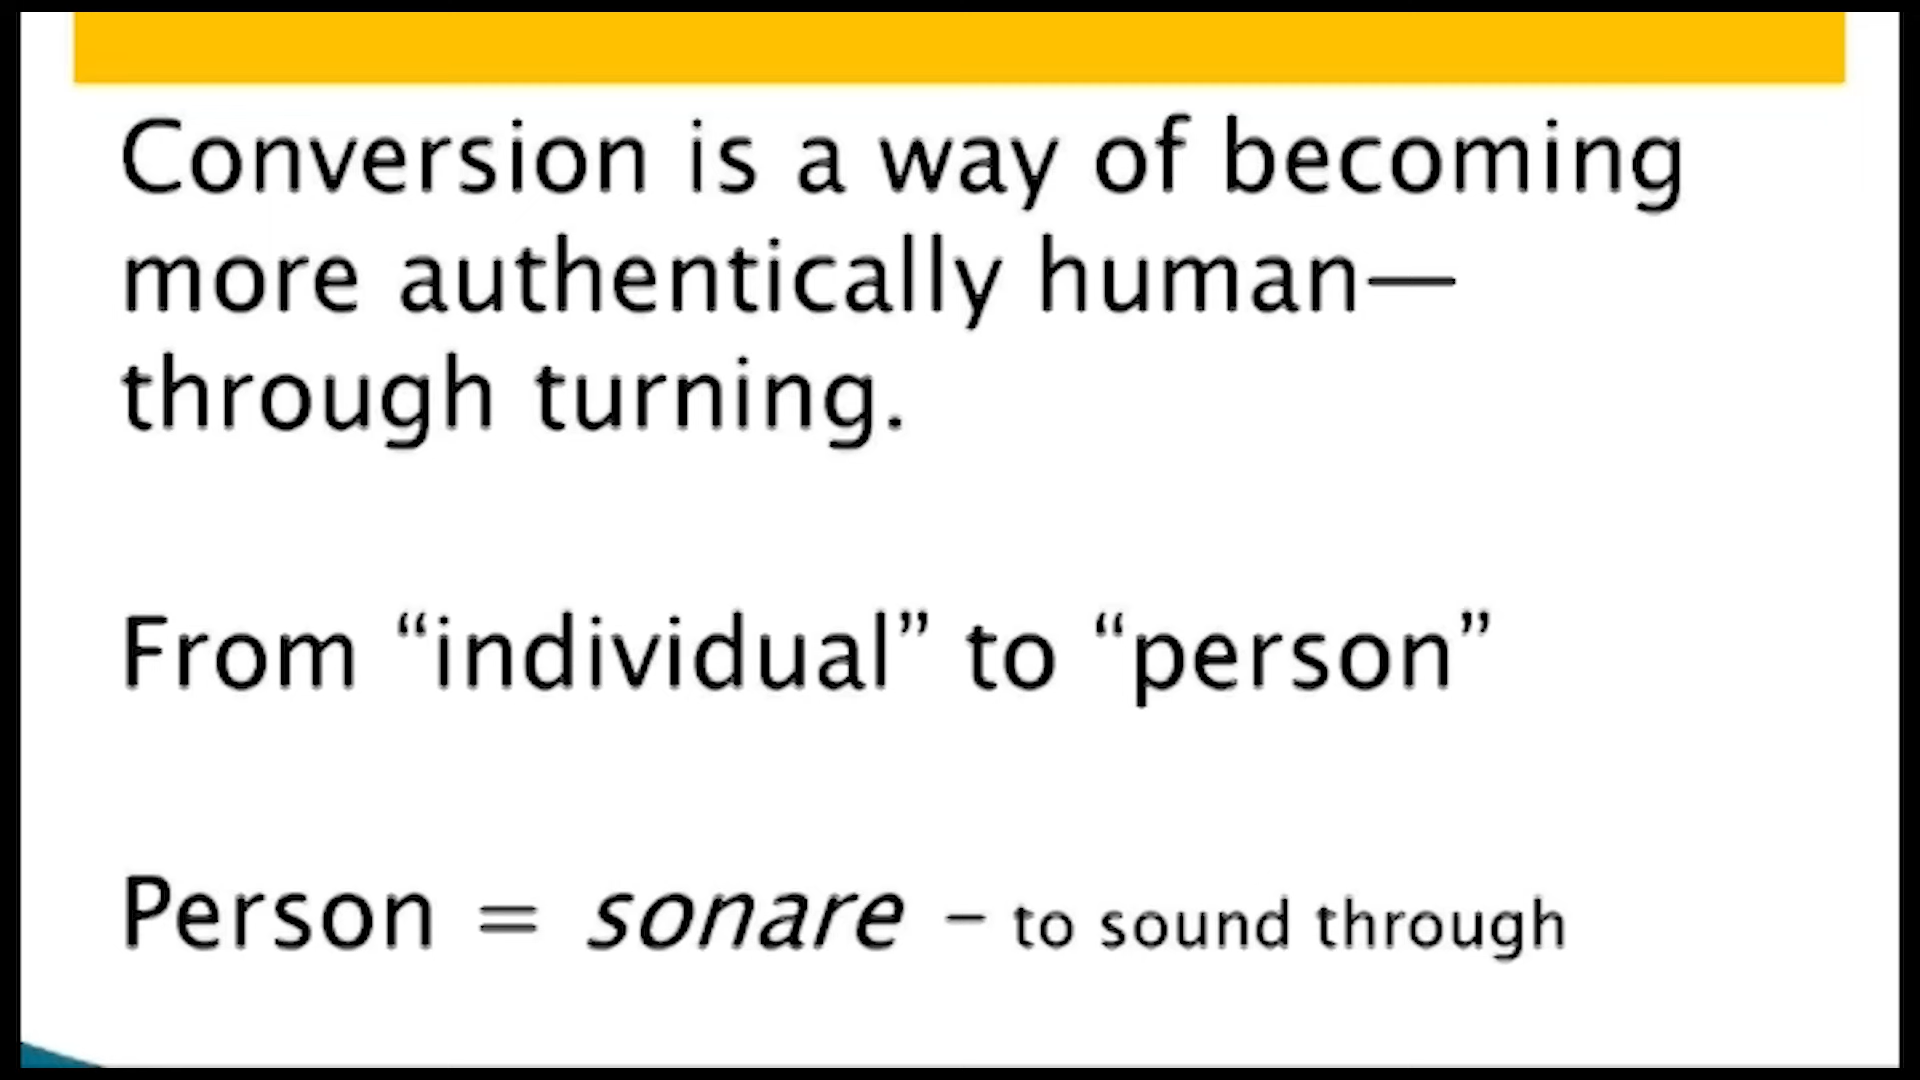 Conversion is a way of becoming
more authentically human—
through turning.
From “individual” to “person”
Person = sonare – to sound through